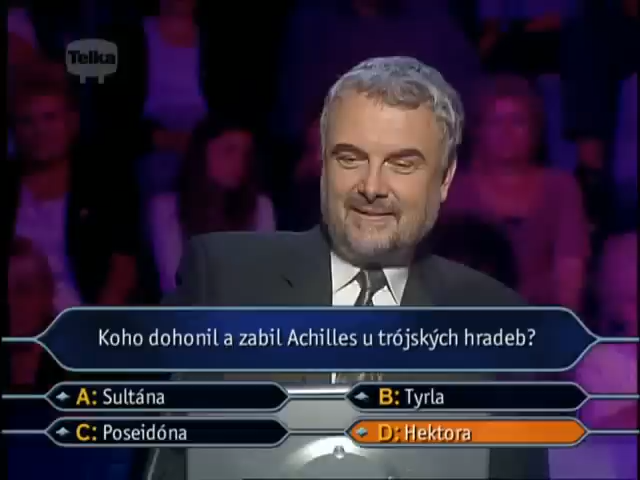 Telka
Koho dohonil a zabil Achilles u trójských hradeb?
A: Sultána
B: Tyrla
C: Poseidóna
D: Hektora